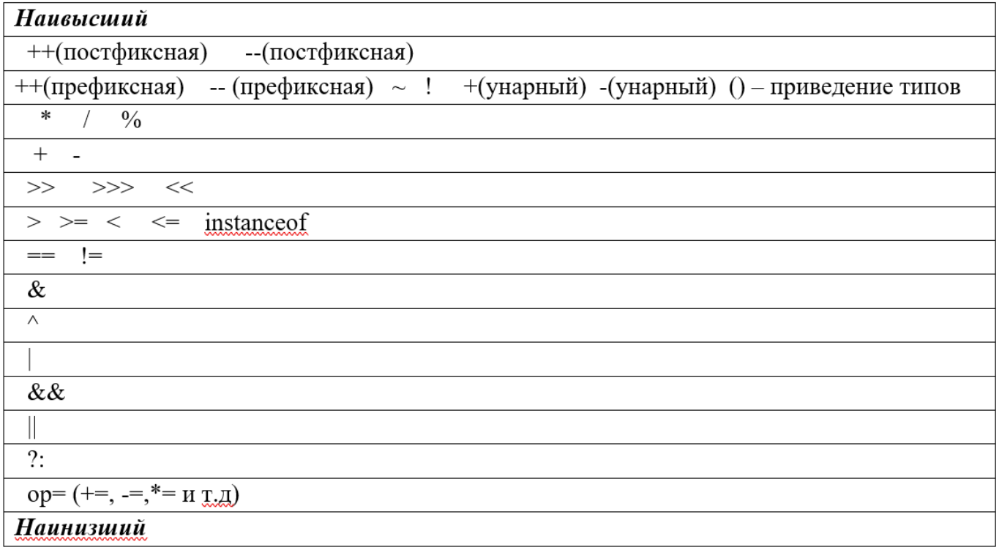 Наивысший
++(постфиксная) --(постфиксная)
++(префиксная) -- (префиксная) ~ ! +(унарный) -(унарный) () – приведение типов
* / %
+ -
>> >>> <<
> >= < <= instanceof
== !=
&
^
|
&&
||
?:
op= (+=, -=,*= и т.д)
Наинизший